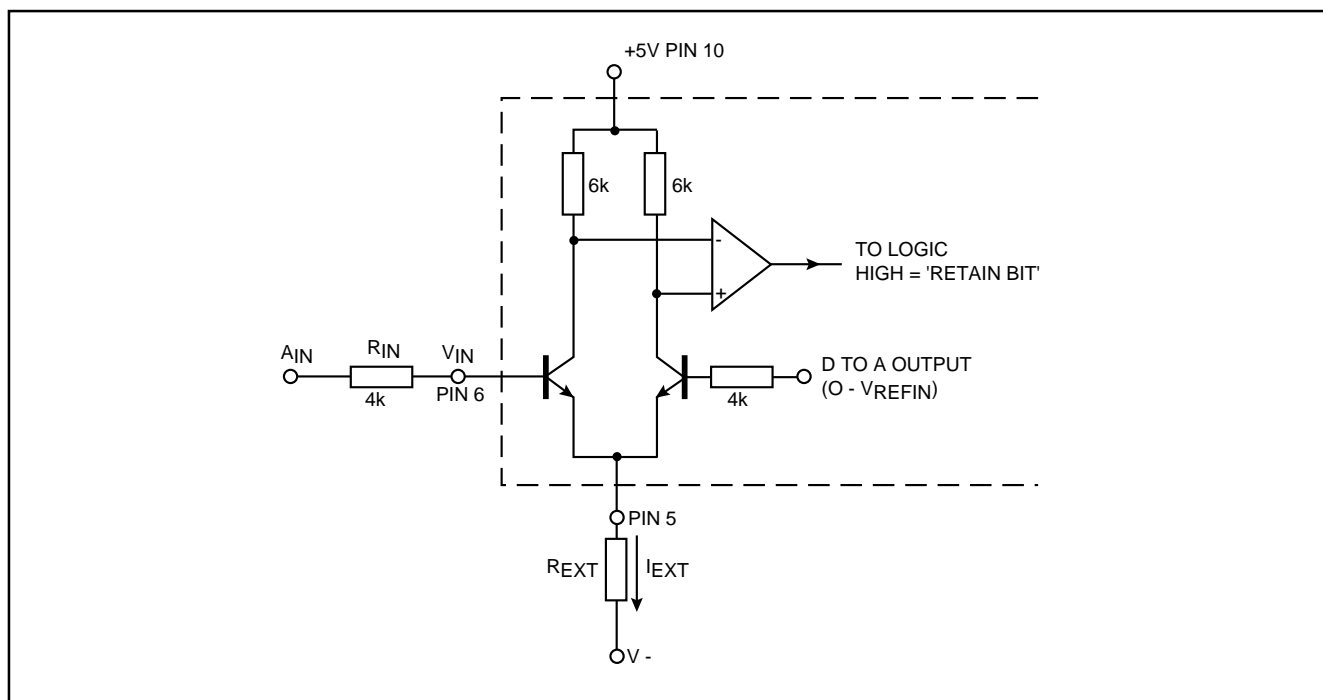 +5V PIN 10
6k
6k
-
+
TO LOGIC
HIGH = 'RETAIN BIT'
AIN
RIN
VIN
4k
PIN 6
4k
D TO A OUTPUT
(O - VREFIN)
PIN 5
REXT
IEXT
V -